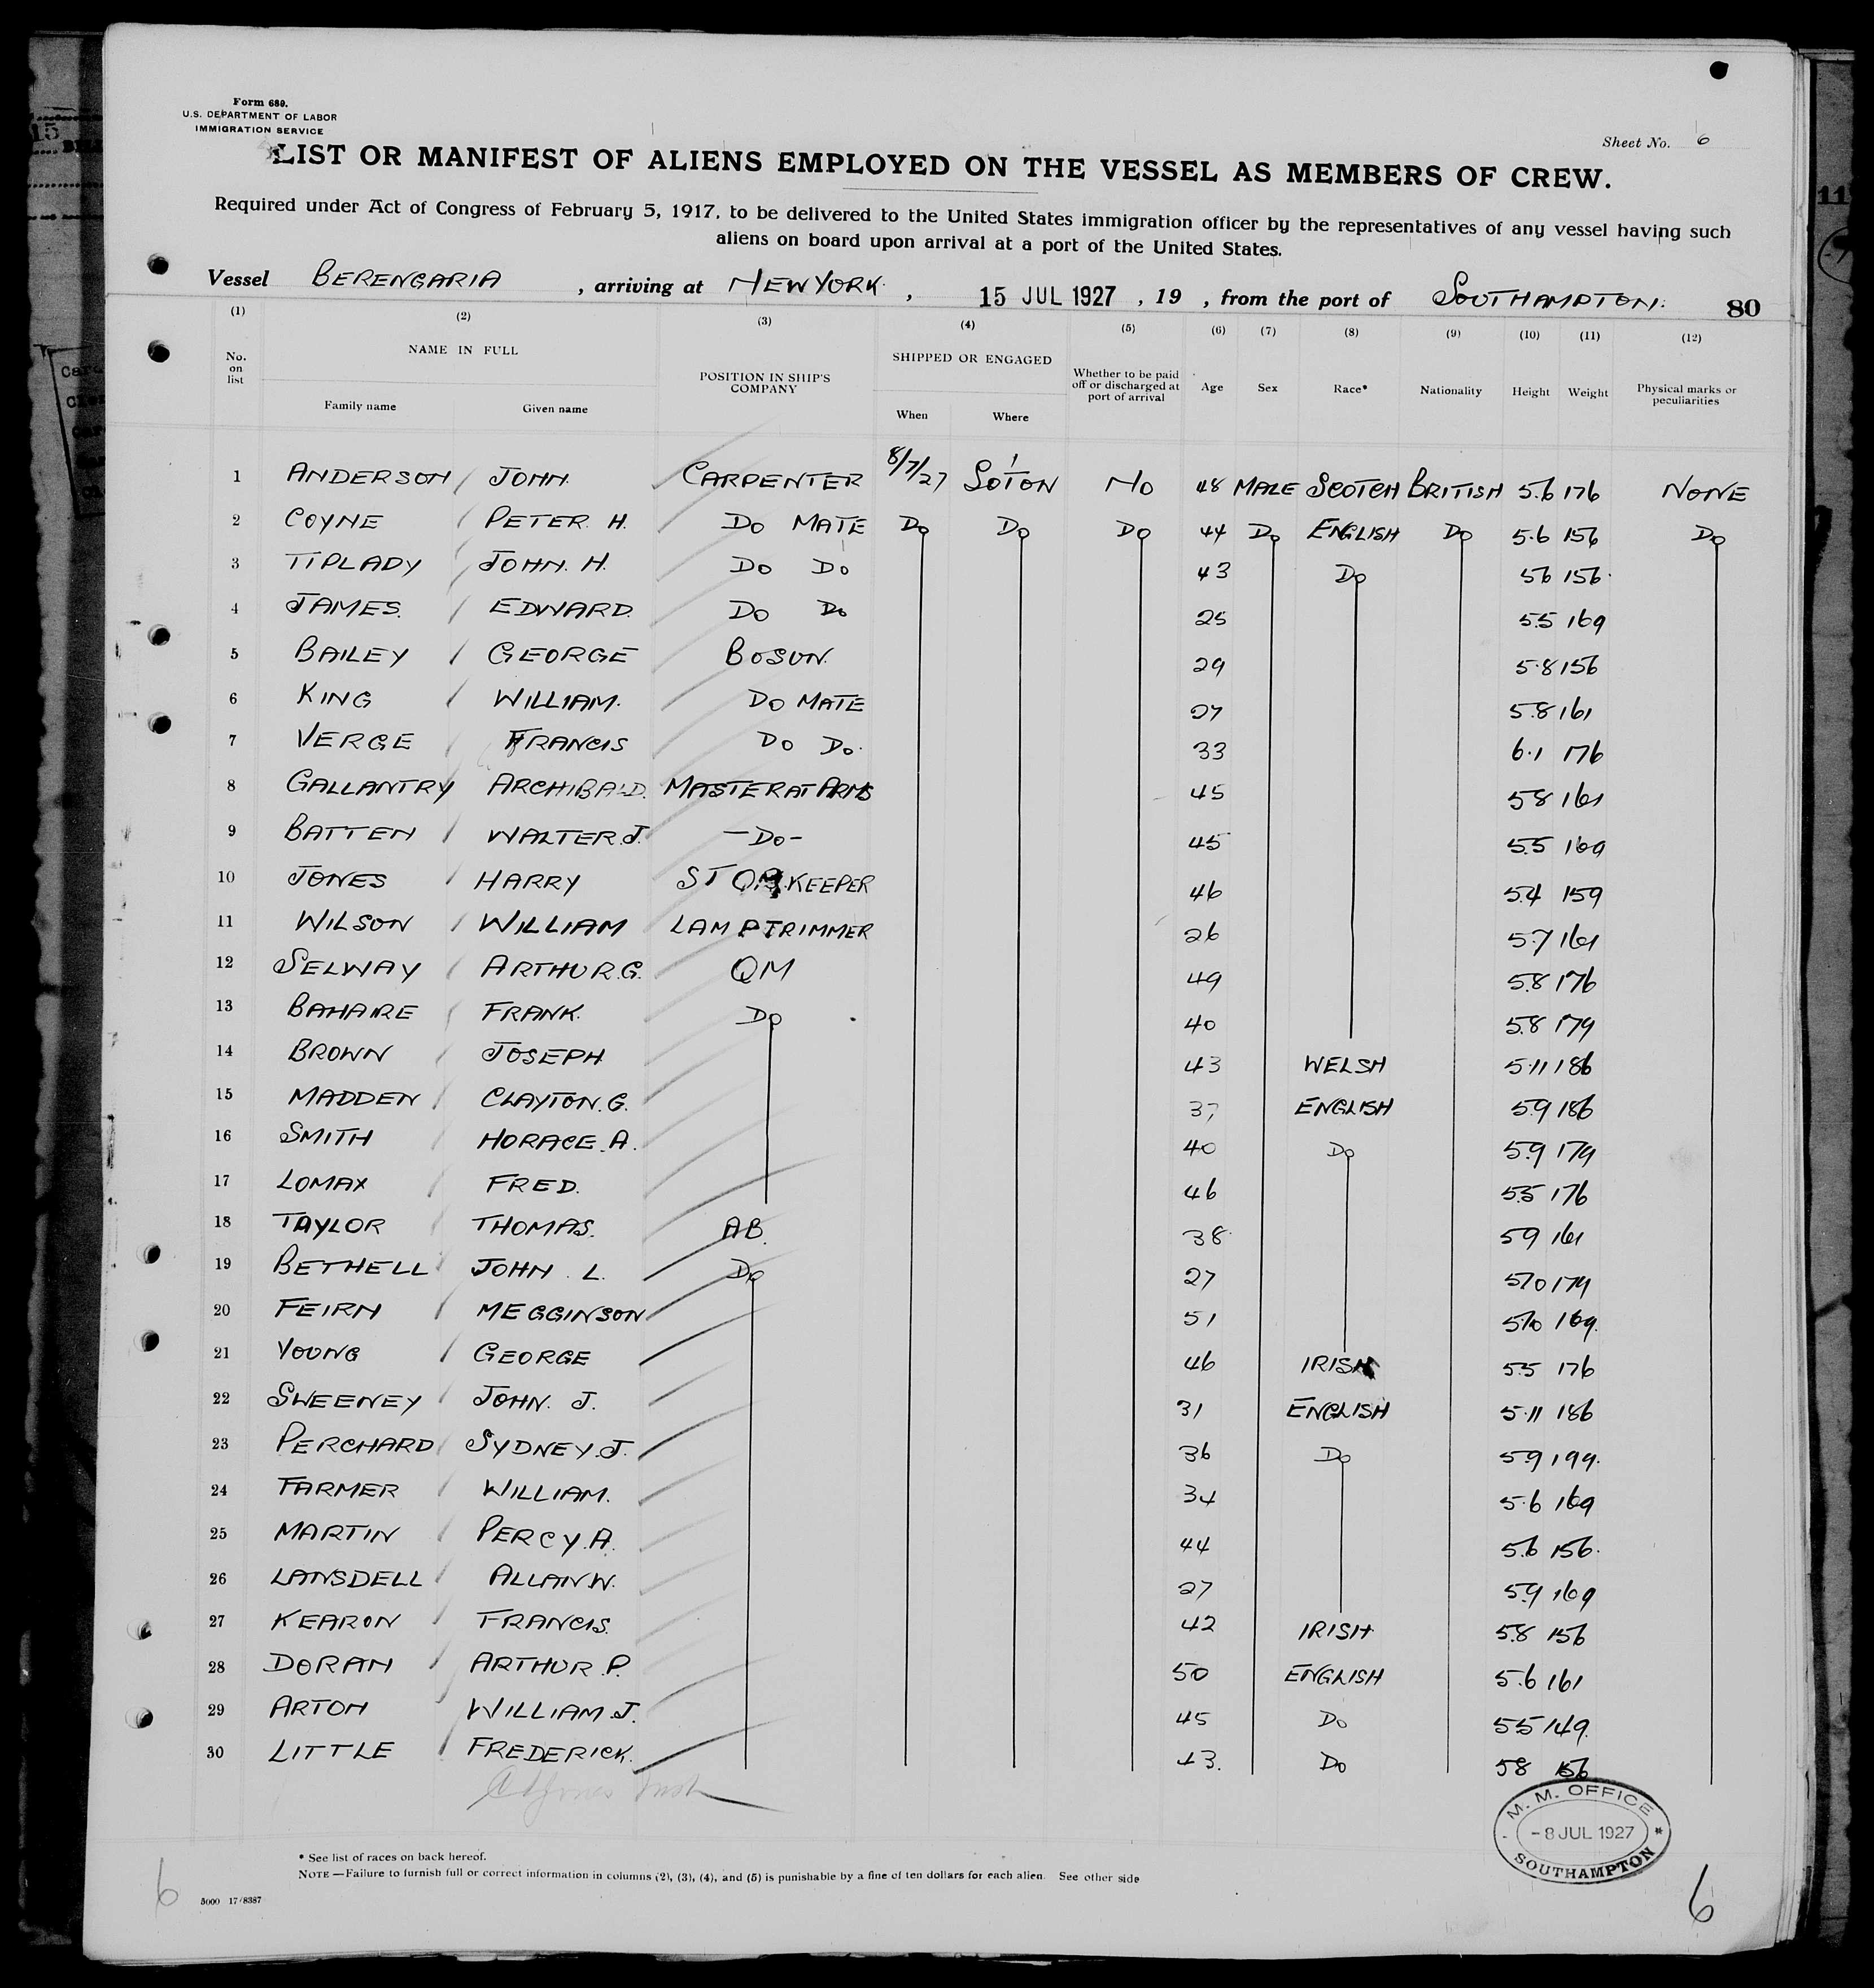 Form 689.
U.S. DEPARTMENT OF LABOR
IMMIGRATION SERVICE
Sheet No. 6
LIST OR MANIFEST OF ALIENS EMPLOYED ON THE VESSEL AS MEMBERS OF CREW.
Required under Act of Congress of February 5, 1917, to be delivered to the United States immigration officer by the representatives of any vessel having such
aliens on board upon arrival at a port of the United States.
Vessel BERENGARIA, arriving at NEW YORK, 15 JUL 1927, 19 , from the port of SOUTHAMPTON. 80
(1) (2) (3) (4) (5) (6) (7) (8) (9) (10) (11) (12)
No. on list NAME IN FULL Family name Given name POSITION IN SHIP'S COMPANY SHIPPED OR ENGAGED When Where Whether to be paid off or discharged at port of arrival Age Sex Race* Nationality Height Weight Physical marks or peculiarities
1 ANDERSON / JOHN. CARPENTER 8/7/27 SOTON NO 48 MALE SCOTCH BRITISH 5.6 176 NONE
2 COYNE / PETER H. DO MATE DO DO DO 44 DO ENGLISH DO 5.6 156 DO
3 TIPLADY / JOHN. H. DO DO 43 DO 56 156.
4 JAMES. / EDWARD. DO DO 25 5.5 169
5 BAILEY / GEORGE BOSUN. 29 5.8 156
6 KING / WILLIAM. DO MATE 27 5.8 161
7 VERGE / FRANCIS DO DO. 33 6.1 176
8 GALLANTRY ARCHIBALD. MASTER AT ARMS 45 58 161
9 BATTEN / WALTER. J. -DO- 45 5.5 169
10 JONES / HARRY STOREKEEPER 46 5.4 159
11 WILSON / WILLIAM LAMPTRIMMER 26 5.7 161
12 SELWAY / ARTHUR. G. QM 49 5.8 176
13 BAHAIRE / FRANK. DO 40 5.8 179
14 BROWN / JOSEPH 43 WELSH 5.11 186
15 MADDEN / CLAYTON. G. 37 ENGLISH 5.9 186
16 SMITH HORACE. A. 40 DO 5.9 179
17 LOMAX / FRED. 46 5.5 176
18 TAYLOR / THOMAS. AB. 38 59 161
19 BETHELL / JOHN L. DO 27 5.10 179
20 FEIRN / MEGGINSON 51 5.10 169.
21 YOUNG / GEORGE 46 IRISH 5.5 176
22 SWEENEY / JOHN. J. 31 ENGLISH 5.11 186
23 PERCHARD / SYDNEY. J. 36 DO 5.9 199.
24 FARMER / WILLIAM. 34 5.6 169
25 MARTIN / PERCY. A. 44 5.6 156.
26 LANSDELL / ALLAN W. 27 5.9 169
27 KEARON / FRANCIS. 42 IRISH. 5.8 156
28 DORAN / ARTHUR. P. 50 ENGLISH 5.6 161
29 ARTON WILLIAM. J. 45 DO 5.5 149.
30 LITTLE / FREDERICK. 43. DO 58 156
M. M. OFFICE
- 8 JUL 1927
SOUTHAMPTON
* See list of races on back hereof.
NOTE —Failure to furnish full or correct information in columns (2), (3), (4), and (5) is punishable by a fine of ten dollars for each alien. See other side
5000 17/8387
6
6